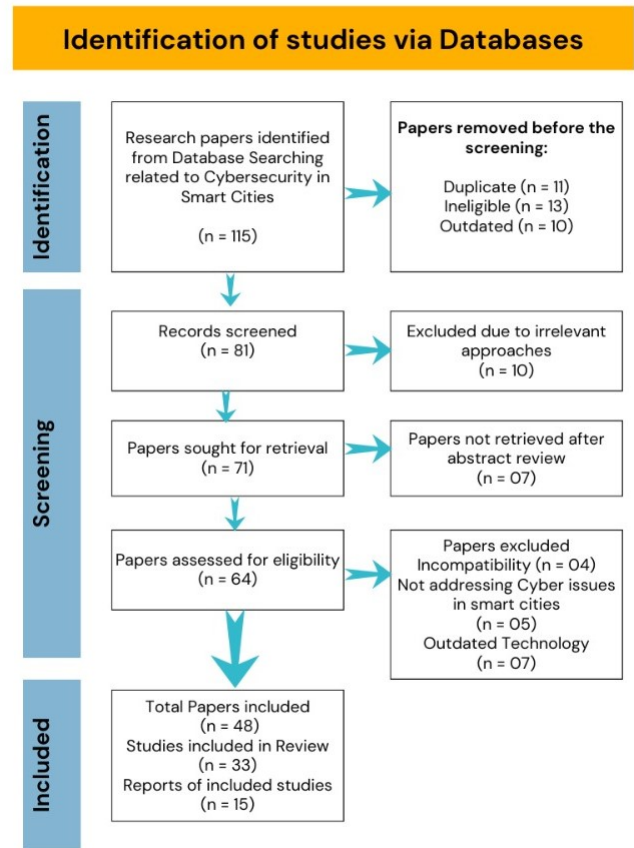 Identification of studies via Databases
Identification
Research papers identified
from Database Searching
related to Cybersecurity in
Smart Cities
(n = 115)
Papers removed before the
screening:
Duplicate (n = 11)
Ineligible (n = 13)
Outdated (n = 10)
Screening
Records screened
(n = 81)
Excluded due to irrelevant
approaches
(n = 10)
Papers sought for retrieval
(n = 71)
Papers not retrieved after
abstract review
(n = 07)
Papers assessed for eligibility
(n = 64)
Papers excluded
Incompatibility (n = 04)
Not addressing Cyber issues
in smart cities
(n = 05)
Outdated Technology
(n = 07)
Included
Total Papers included
(n = 48)
Studies included in Review
(n = 33)
Reports of included studies
(n = 15)